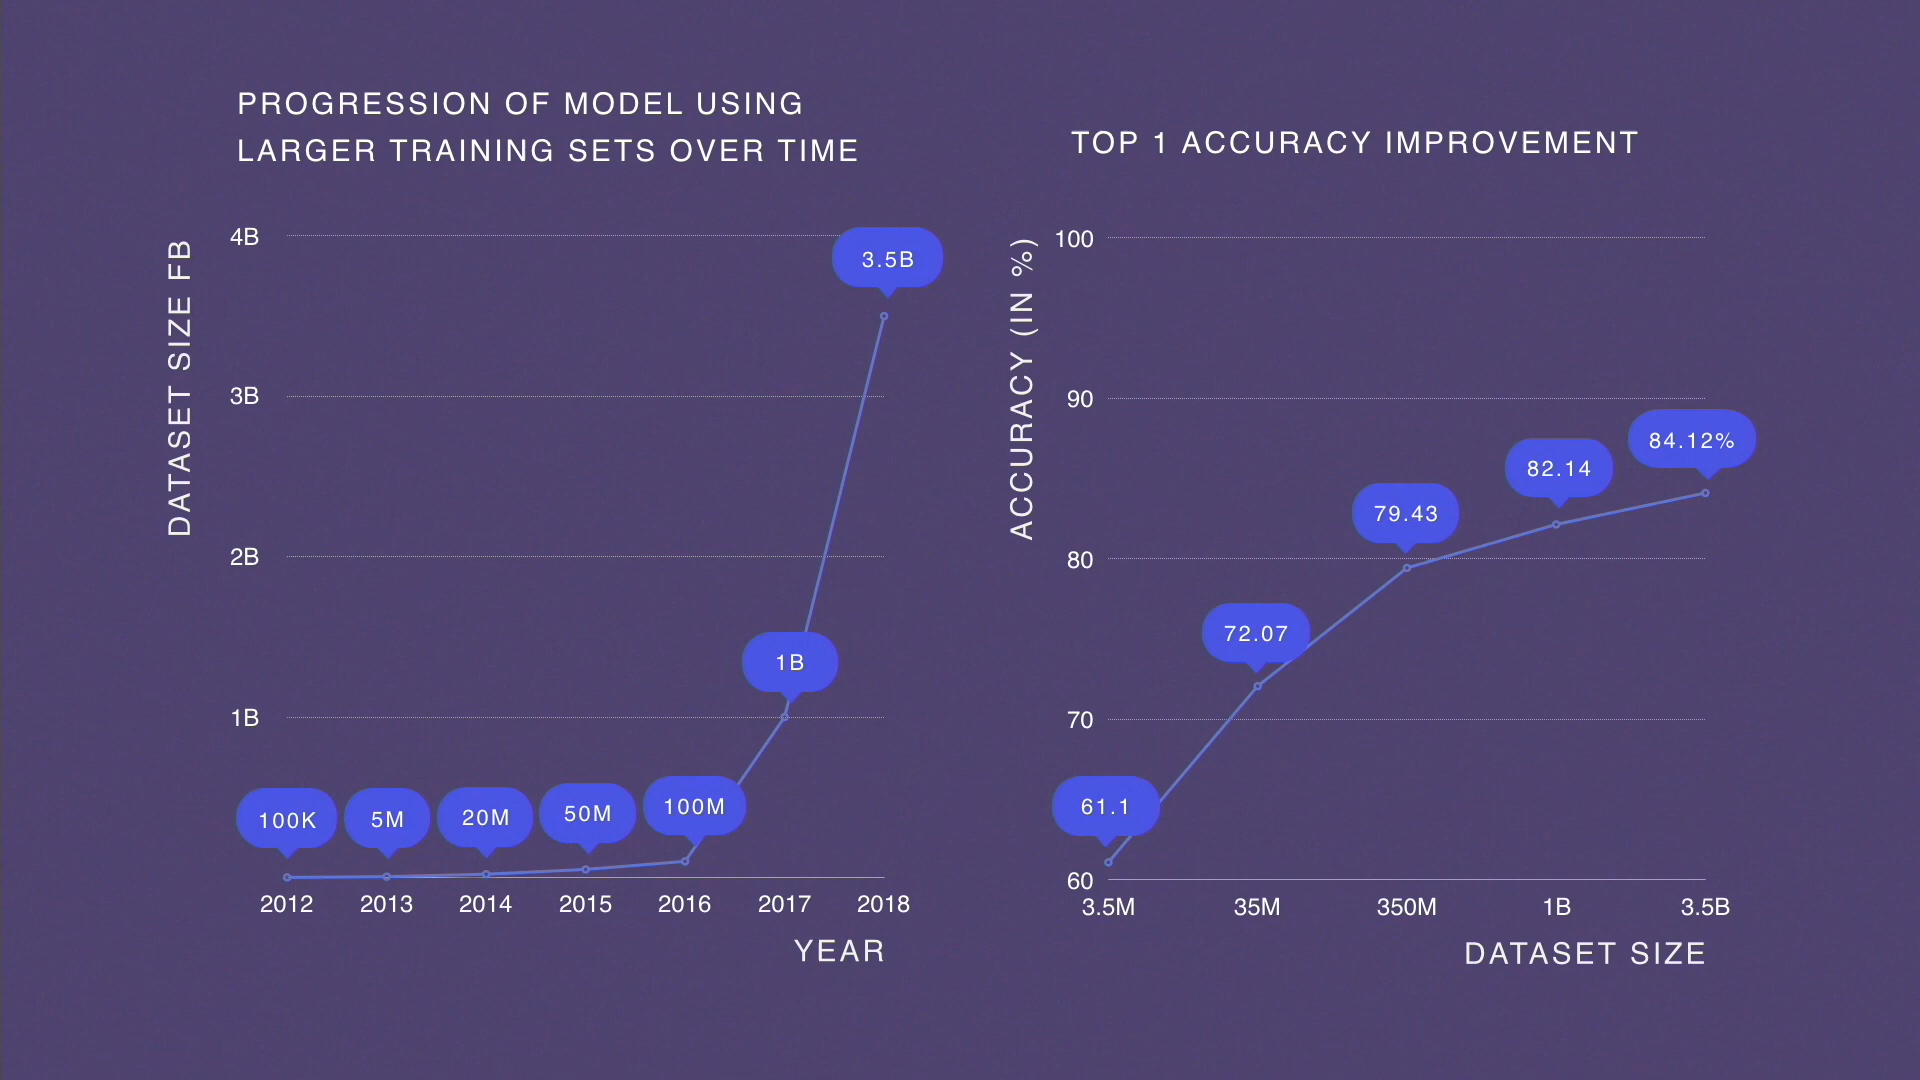 PROGRESSION OF MODEL USING
LARGER TRAINING SETS OVER TIME
DATASET SIZE FB
4B
3B
2B
1B
100K
5M
20M
50M
100M
1B
3.5B
2012 2013 2014 2015 2016 2017 2018
YEAR
TOP 1 ACCURACY IMPROVEMENT
ACCURACY (IN %)
100
90
80
70
60
61.1
72.07
79.43
82.14
84.12%
3.5M 35M 350M 1B 3.5B
DATASET SIZE